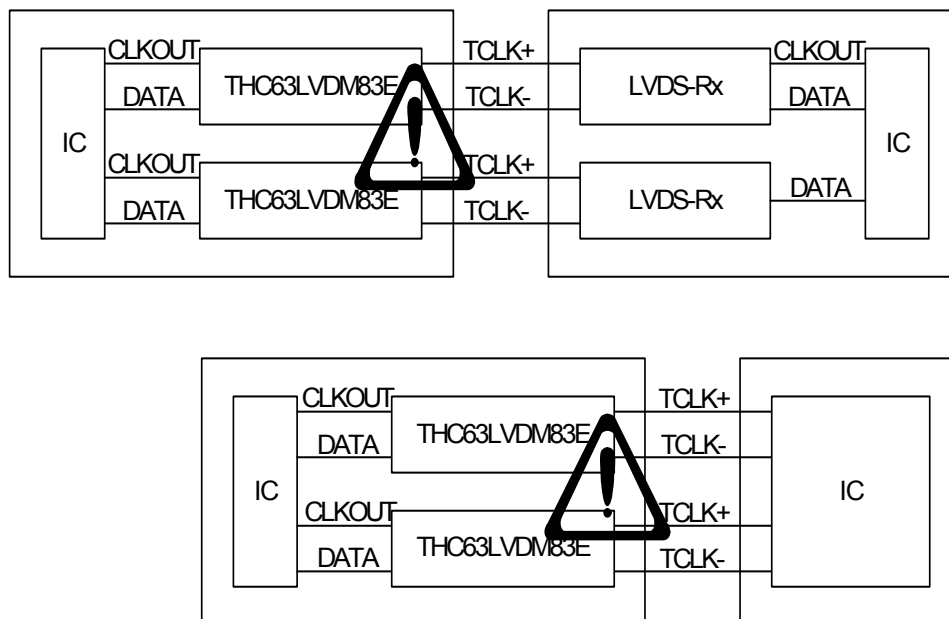 CLKOUT TCLK+ CLKOUT
THC63LVDM83E LVDS-Rx
DATA TCLK- DATA
IC IC
CLKOUT TCLK+
DATA
THC63LVDM83E LVDS-Rx
DATA TCLK-
CLKOUT TCLK+
THC63LVDM83E
DATA TCLK-
IC IC
CLKOUT TCLK+
THC63LVDM83E
DATA TCLK-